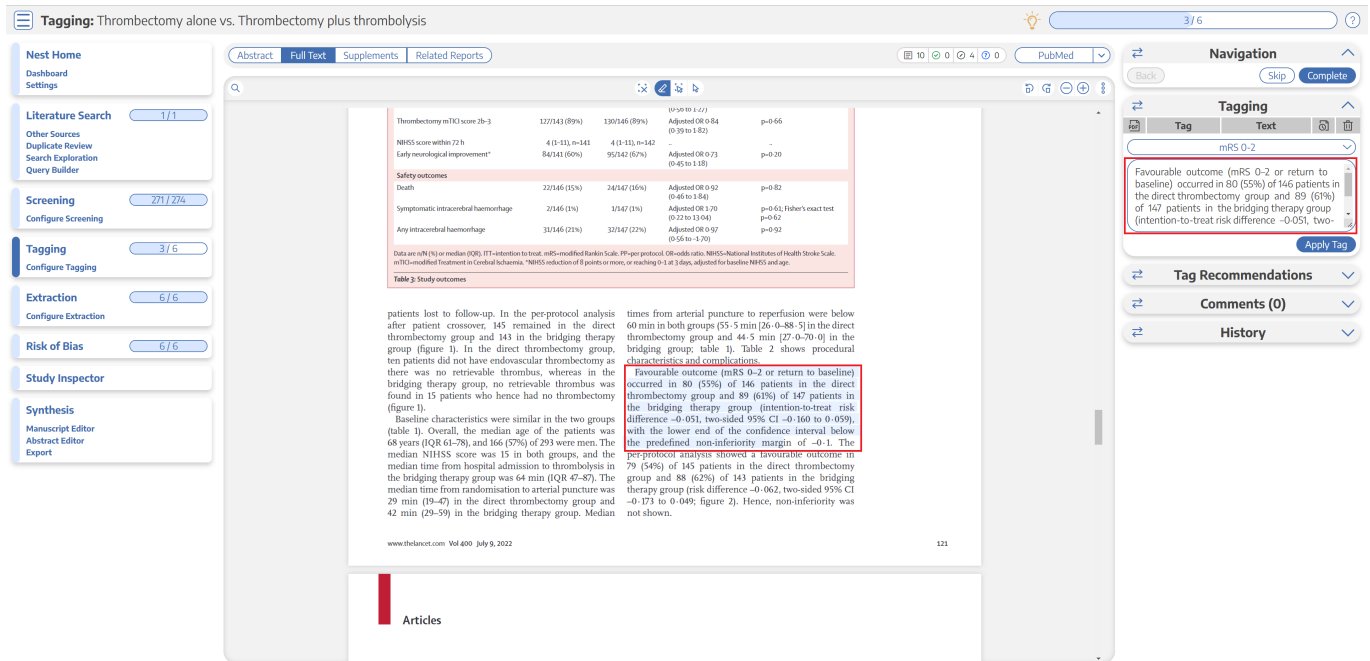 Tagging: Thrombectomy alone vs. Thrombectomy plus thrombolysis
3/6
?
Nest Home
Dashboard
Settings
Literature Search 1/1
Other Sources
Duplicate Review
Search Exploration
Query Builder
Screening 271/274
Configure Screening
Tagging 3/6
Configure Tagging
Extraction 6/6
Configure Extraction
Risk of Bias 6/6
Study Inspector
Synthesis
Manuscript Editor
Abstract Editor
Export
Abstract Full Text Supplements Related Reports
10 0 4 0
PubMed
(0·56 to 1·27)
Thrombectomy mTICI score 2b–3 127/143 (89%) 130/146 (89%) Adjusted OR 0·84 p=0·66
(0·39 to 1·82)
NIHSS score within 72 h 4 (1–11), n=141 4 (1–11), n=142 .. ..
Early neurological improvement* 84/141 (60%) 95/142 (67%) Adjusted OR 0·73 p=0·20
(0·45 to 1·18)
Safety outcomes
Death 22/146 (15%) 24/147 (16%) Adjusted OR 0·92 p=0·82
(0·46 to 1·84)
Symptomatic intracerebral haemorrhage 2/146 (1%) 1/147 (1%) Adjusted OR 1·70 p=0·61; Fisher's exact test
(0·22 to 13·04) p=0·62
Any intracerebral haemorrhage 31/146 (21%) 32/147 (22%) Adjusted OR 0·97 p=0·92
(0·56 to –1·70)
Data are n/N (%) or median (IQR). ITT=intention to treat. mRS=modified Rankin Scale. PP=per protocol. OR=odds ratio. NIHSS=National Institutes of Health Stroke Scale.
mTICI=modified Treatment in Cerebral Ischaemia. *NIHSS reduction of 8 points or more, or reaching 0–1 at 3 days, adjusted for baseline NIHSS and age.
Table 3: Study outcomes
patients lost to follow-up. In the per-protocol analysis
after patient crossover, 145 remained in the direct
thrombectomy group and 143 in the bridging therapy
group (figure 1). In the direct thrombectomy group,
ten patients did not have endovascular thrombectomy as
there was no retrievable thrombus, whereas in the
bridging therapy group, no retrievable thrombus was
found in 15 patients who hence had no thrombectomy
(figure 1).
Baseline characteristics were similar in the two groups
(table 1). Overall, the median age of the patients was
68 years (IQR 61–78), and 166 (57%) of 293 were men. The
median NIHSS score was 15 in both groups, and the
median time from hospital admission to thrombolysis in
the bridging therapy group was 64 min (IQR 47–87). The
median time from randomisation to arterial puncture was
29 min (19–47) in the direct thrombectomy group and
42 min (29–59) in the bridging therapy group. Median
times from arterial puncture to reperfusion were below
60 min in both groups (55·5 min [26·0–88·5] in the direct
thrombectomy group and 44·5 min [27·0–70·0] in the
bridging group; table 1). Table 2 shows procedural
characteristics and complications.
Favourable outcome (mRS 0–2 or return to baseline)
occurred in 80 (55%) of 146 patients in the direct
thrombectomy group and 89 (61%) of 147 patients in
the bridging therapy group (intention-to-treat risk
difference –0·051, two-sided 95% CI –0·160 to 0·059),
with the lower end of the confidence interval below
the predefined non-inferiority margin of –0·1. The
per-protocol analysis showed a favourable outcome in
79 (54%) of 145 patients in the direct thrombectomy
group and 88 (62%) of 143 patients in the bridging
therapy group (risk difference –0·062, two-sided 95% CI
–0·173 to 0·049; figure 2). Hence, non-inferiority was
not shown.
www.thelancet.com Vol 400 July 9, 2022 121
Articles
Navigation
Back Skip Complete
Tagging
PDF Tag Text
mRS 0-2
Favourable outcome (mRS 0–2 or return to
baseline) occurred in 80 (55%) of 146 patients in
the direct thrombectomy group and 89 (61%)
of 147 patients in the bridging therapy group
(intention-to-treat risk difference –0·051, two-
Apply Tag
Tag Recommendations
Comments (0)
History